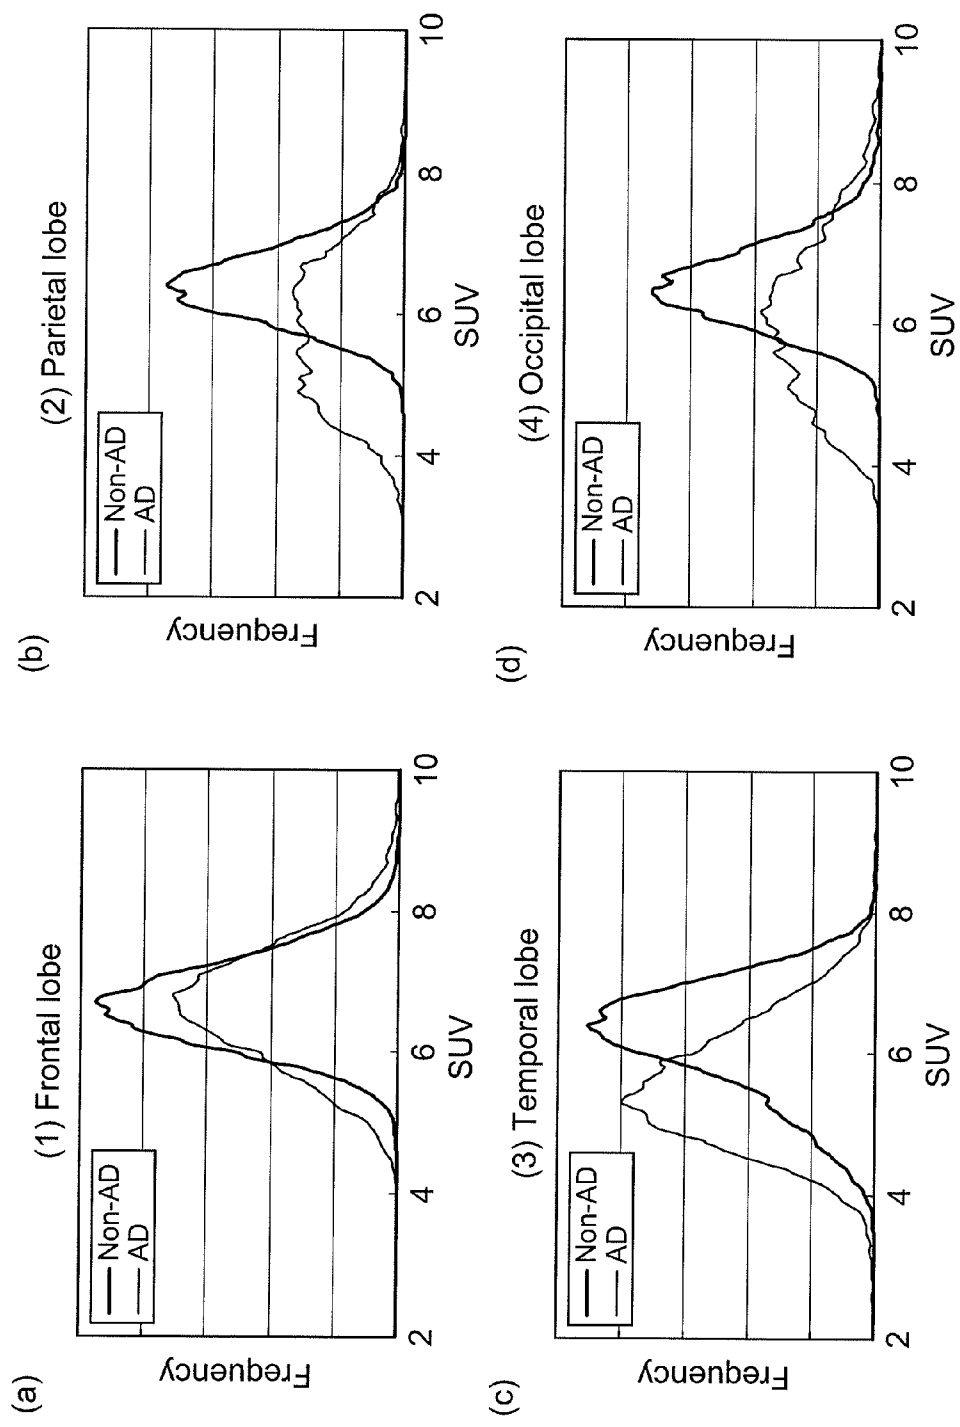 (a)
(1) Frontal lobe
Non-AD
AD
Frequency
2
4
6
8
10
SUV
(b)
(2) Parietal lobe
Non-AD
AD
Frequency
2
4
6
8
10
SUV
(c)
(3) Temporal lobe
Non-AD
AD
Frequency
2
4
6
8
10
SUV
(d)
(4) Occipital lobe
Non-AD
AD
Frequency
2
4
6
8
10
SUV